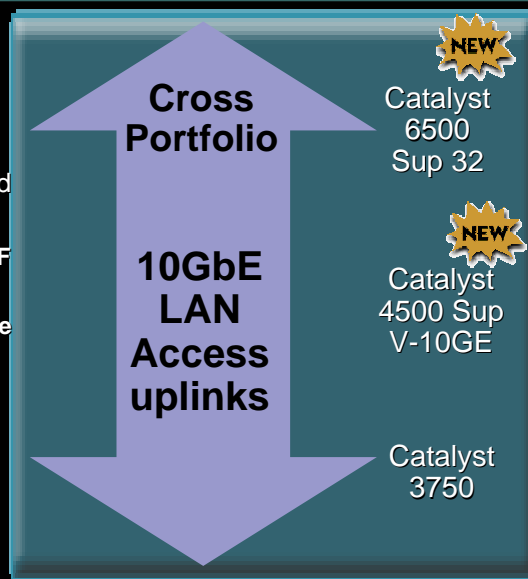 NEW
Cross
Portfolio
Catalyst
6500
Sup 32
d
F
e
NEW
10GbE
LAN
Access
uplinks
Catalyst
4500 Sup
V-10GE
Catalyst
3750